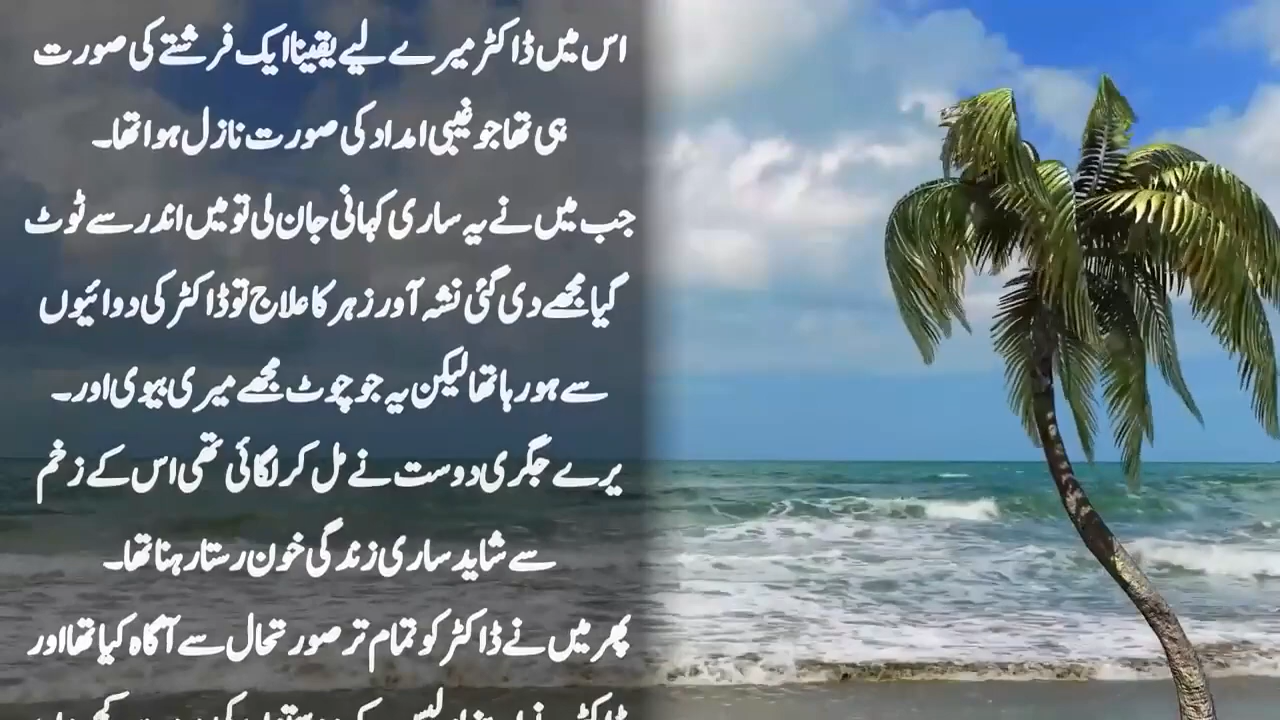 اس میں ڈاکٹر میرے لیے یقینا ایک فرشتے کی صورت
ہی تھا جو غیبی امداد کی صورت نازل ہوا تھا۔
جب میں نے یہ ساری کہانی جان لی تو میں اندر سے ٹوٹ
گیا مجھے دی گئی نشہ آور زہر کا علاج تو ڈاکٹر کی دوائیوں
سے ہو رہا تھا لیکن یہ جو چوٹ مجھے میری بیوی اور۔
یرے جگری دوست نے مل کر لگائی تھی اس کے زخم
سے شاید ساری زندگی خون رستا رہنا تھا۔
پھر میں نے ڈاکٹر کو تمام تر صورتحال سے آگاہ کیا تھا اور